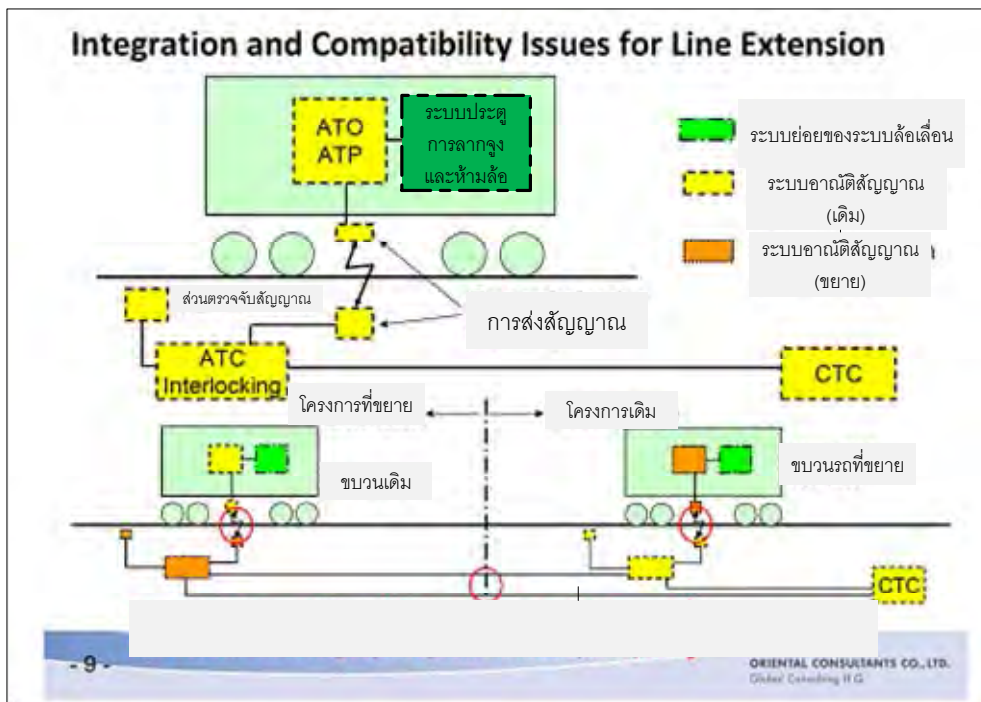 Integration and Compatibility Issues for Line Extension
ATO
ATP
ระบบประตู
การลากจูง
และห้ามล้อ
ระบบย่อยของระบบล้อเลื่อน
ระบบอาณัติสัญญาณ
(เดิม)
ระบบอาณัติสัญญาณ
(ขยาย)
ส่วนตรวจจับสัญญาณ
การส่งสัญญาณ
ATC
Interlocking
CTC
โครงการที่ขยาย
โครงการเดิม
ขบวนเดิม
ขบวนรถที่ขยาย
CTC
- 9 -
ORIENTAL CONSULTANTS CO., LTD.